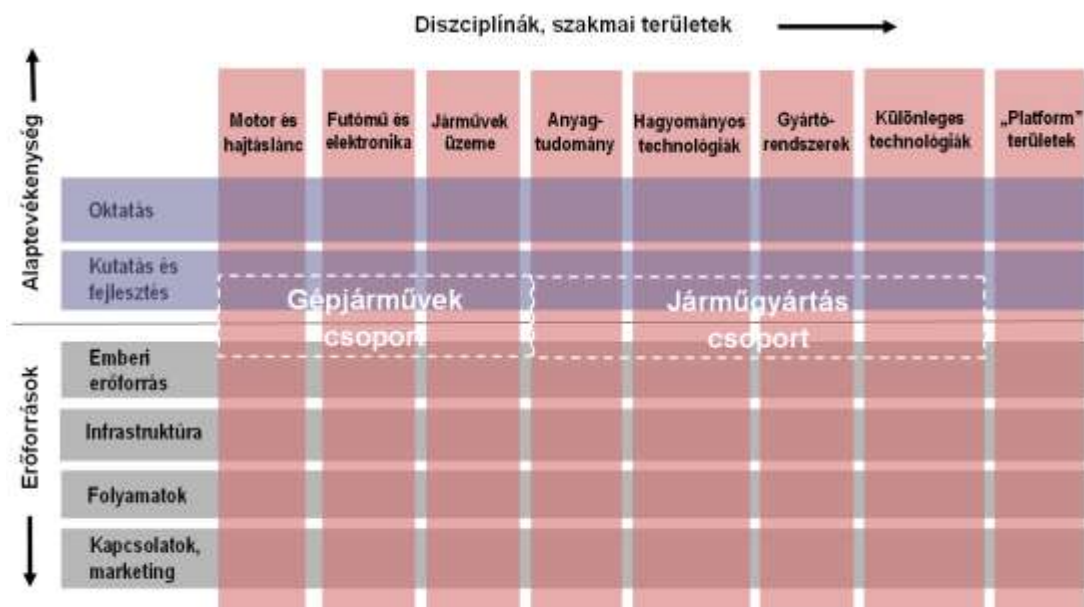 Diszciplínák, szakmai területek
Alaptevékenység
Motor és
hajtáslánc
Futómű és
elektronika
Járművek
üzeme
Anyag-
tudomány
Hagyományos
technológiák
Gyártó-
rendszerek
Különleges
technológiák
„Platform”
területek
Oktatás
Kutatás és
fejlesztés
Gépjárművek
csoport
Járműgyártás
csoport
Erőforrások
Emberi
erőforrás
Infrastruktúra
Folyamatok
Kapcsolatok,
marketing